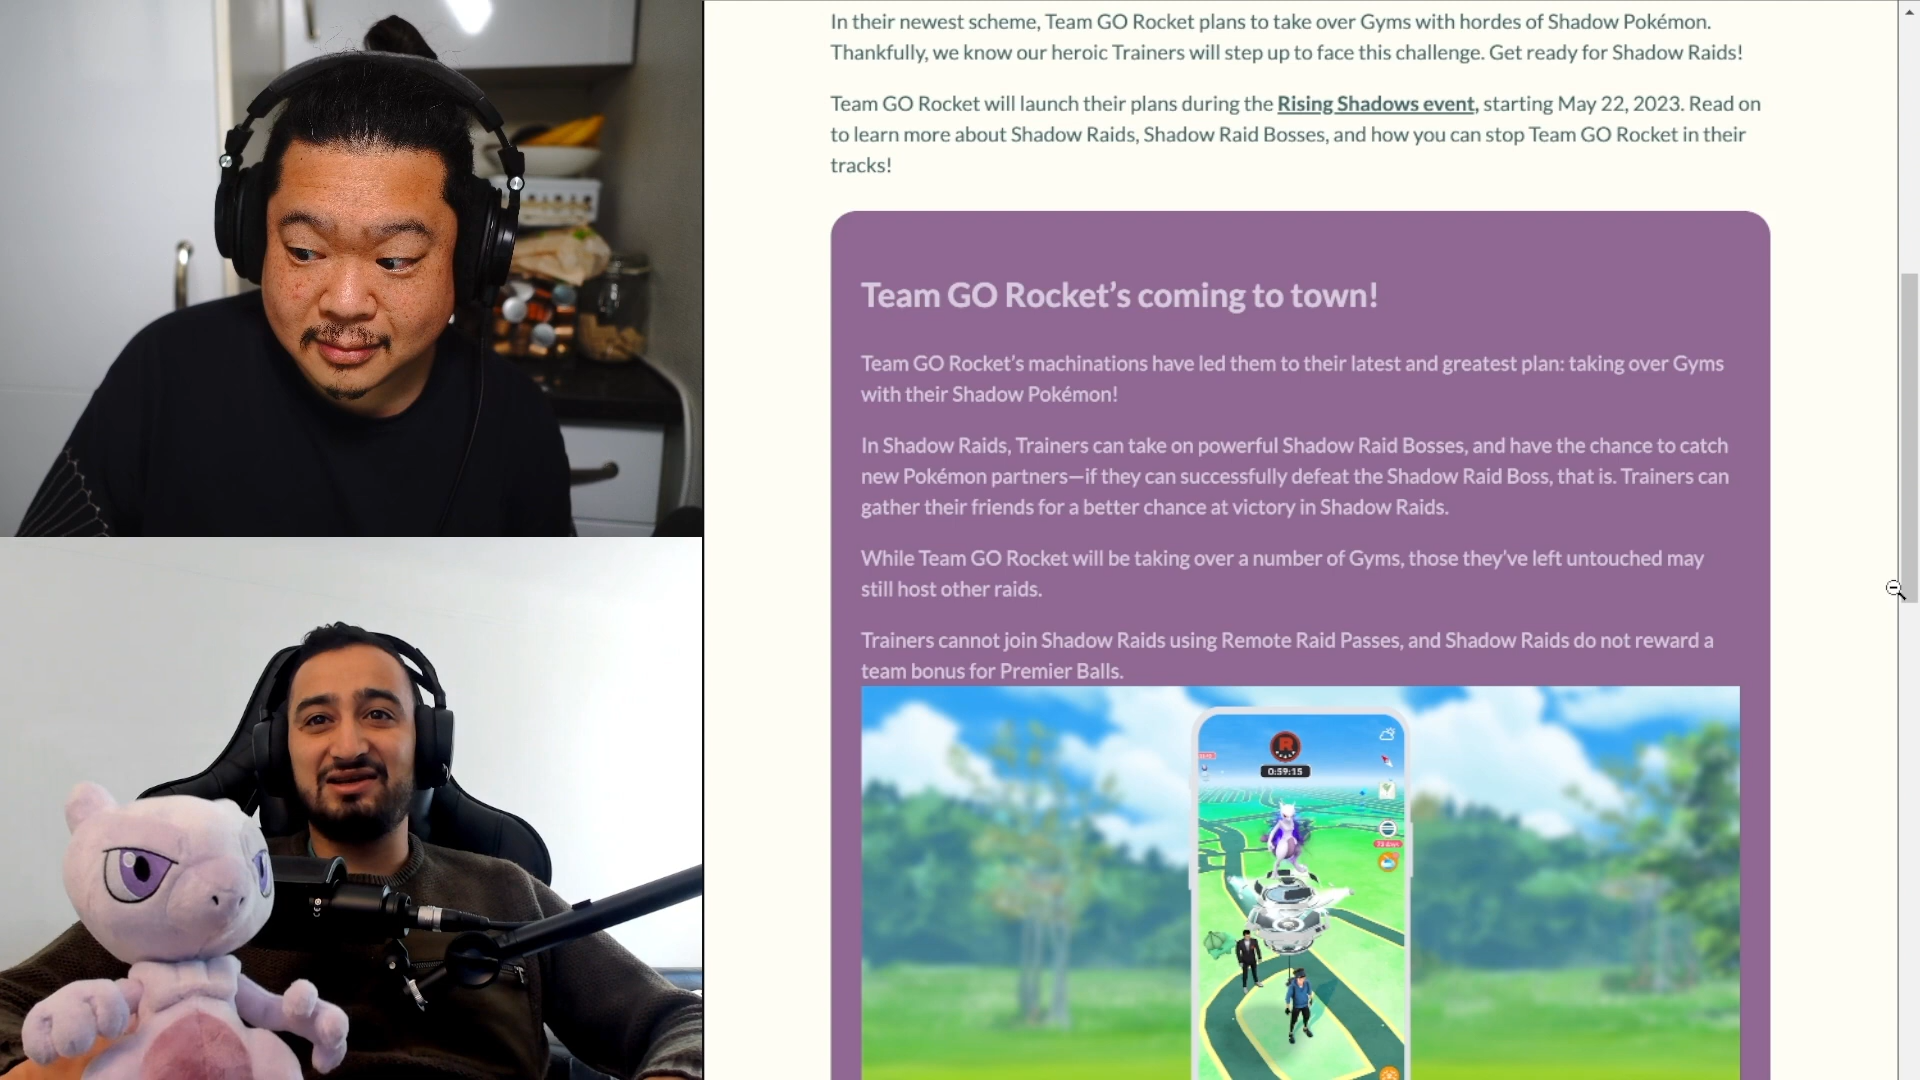 In their newest scheme, Team GO Rocket plans to take over Gyms with hordes of Shadow Pokémon.
Thankfully, we know our heroic Trainers will step up to face this challenge. Get ready for Shadow Raids!
Team GO Rocket will launch their plans during the Rising Shadows event, starting May 22, 2023. Read on
to learn more about Shadow Raids, Shadow Raid Bosses, and how you can stop Team GO Rocket in their
tracks!
Team GO Rocket’s coming to town!
Team GO Rocket’s machinations have led them to their latest and greatest plan: taking over Gyms
with their Shadow Pokémon!
In Shadow Raids, Trainers can take on powerful Shadow Raid Bosses, and have the chance to catch
new Pokémon partners—if they can successfully defeat the Shadow Raid Boss, that is. Trainers can
gather their friends for a better chance at victory in Shadow Raids.
While Team GO Rocket will be taking over a number of Gyms, those they’ve left untouched may
still host other raids.
Trainers cannot join Shadow Raids using Remote Raid Passes, and Shadow Raids do not reward a
team bonus for Premier Balls.
R
0:59:15